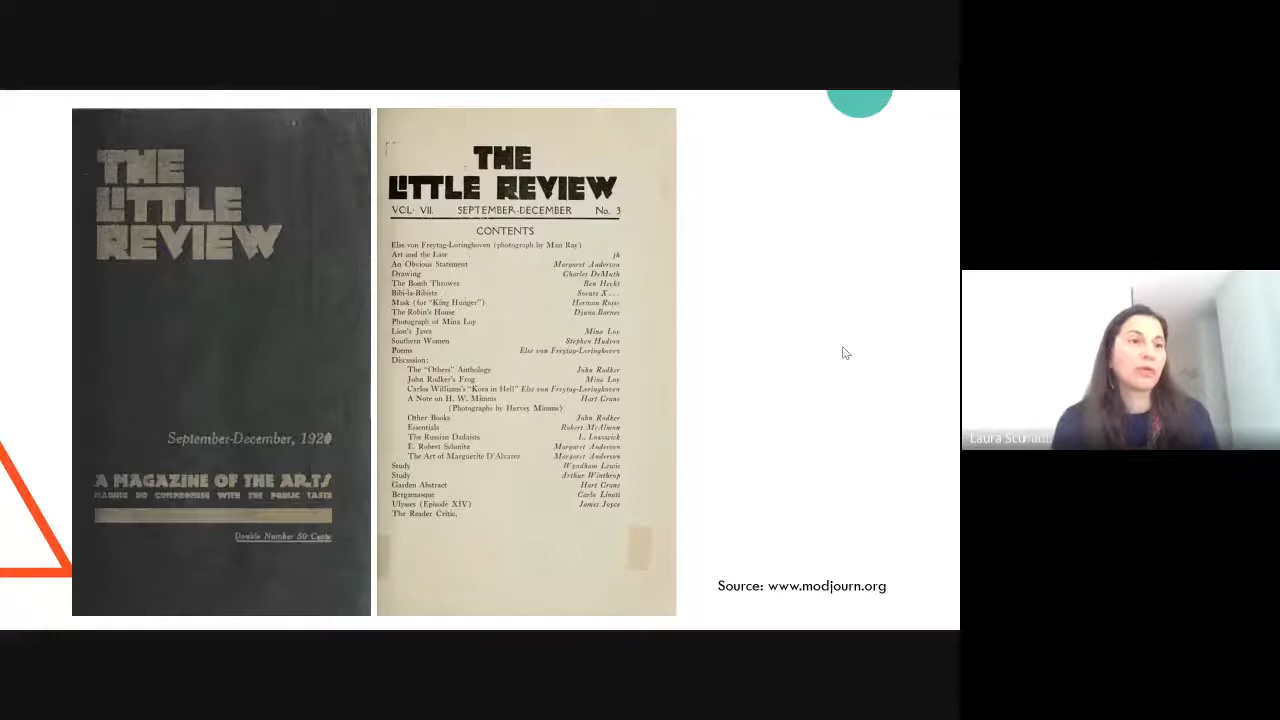 THE
LITTLE
REVIEW
September-December, 1920
A MAGAZINE OF THE ARTS
MAKING NO COMPROMISE WITH THE PUBLIC TASTE
Double Number 50 Cents
THE
LITTLE REVIEW
VOL. VII. SEPTEMBER-DECEMBER No. 3
CONTENTS
Else von Freytag-Loringhoven (photograph by Man Ray)
Art and the Law jh
An Obvious Statement Margaret Anderson
Drawing Charles DeMuth
The Bomb Thrower Ben Hecht
Bibi-la-Bibiste Soeurs X...
Mask (for "King Hunger") Herman Rosse
The Robin's House Djuna Barnes
Photograph of Mina Loy
Lion's Jaws Mina Loy
Southern Women Stephen Hudson
Poems Else von Freytag-Loringhoven
Discussion:
The "Others" Anthology John Rodker
John Rodker's Frog Mina Loy
Carlos Williams's "Kora in Hell" Else von Freytag-Loringhoven
A Note on H. W. Mimms Hart Crane
(Photographs by Hervey Mimms)
Other Books John Rodker
Essentials Robert McAlmon
The Russian Dadaists L. Lozowick
E. Robert Schmitz Margaret Anderson
The Art of Marguerite D'Alvarez Margaret Anderson
Study Wyndham Lewis
Study Arthur Winthrop
Garden Abstract Hart Crane
Bergamasque Carlo Linati
Ulysses (Episode XIV) James Joyce
The Reader Critic.
Source: www.modjourn.org
Laura